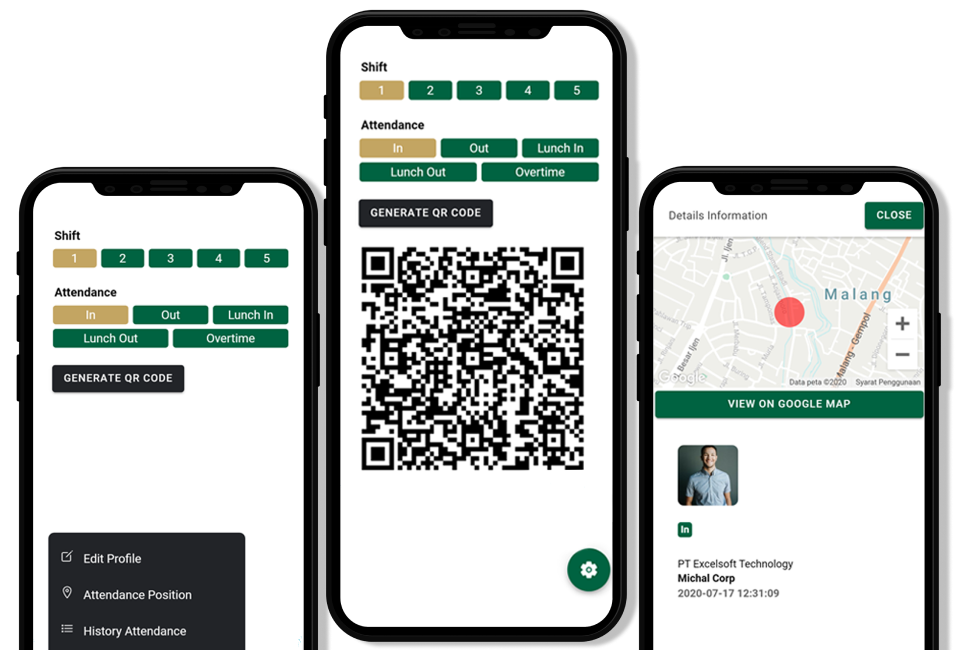 Shift
1 2 3 4 5
Attendance
In Out Lunch In
Lunch Out Overtime
GENERATE QR CODE
Edit Profile
Attendance Position
History Attendance
Shift
1 2 3 4 5
Attendance
In Out Lunch In
Lunch Out Overtime
GENERATE QR CODE
Details Information
CLOSE
Jl. Ijen
Malang
Jl. Besar Ijen
Malang - Gempol
+
−
Google
Data peta ©2020 Syarat Penggunaan
VIEW ON GOOGLE MAP
In
PT Excelsoft Technology
Michal Corp
2020-07-17 12:31:09